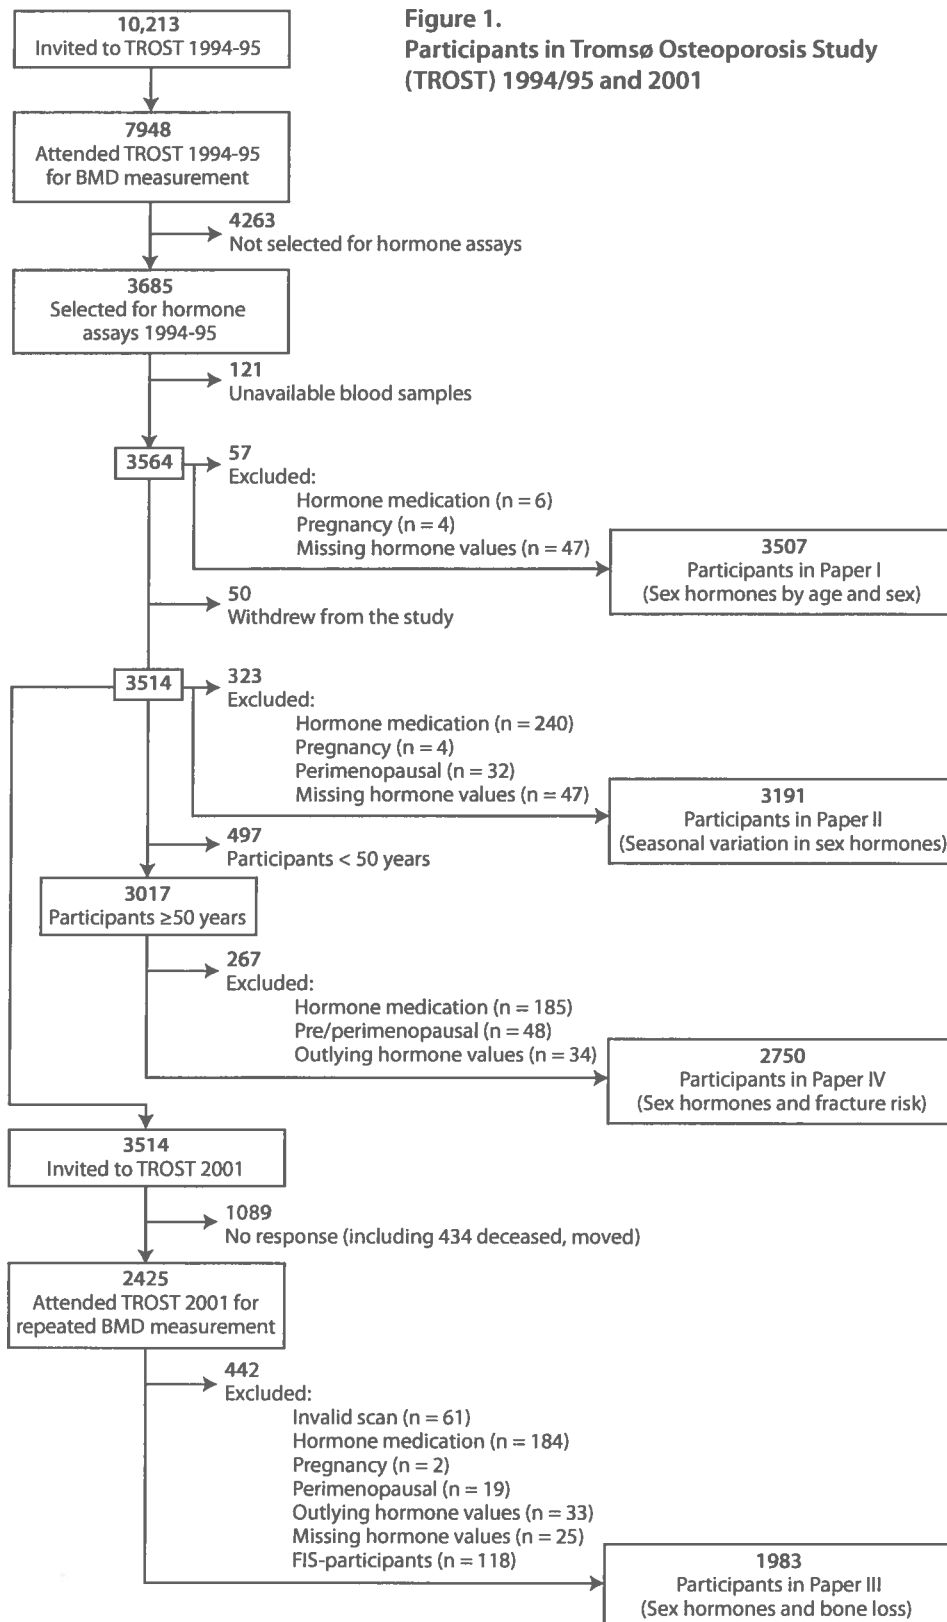 Figure 1.
Participants in Tromsø Osteoporosis Study
(TROST) 1994/95 and 2001
10,213
Invited to TROST 1994-95
7948
Attended TROST 1994-95
for BMD measurement
4263
Not selected for hormone assays
3685
Selected for hormone
assays 1994-95
121
Unavailable blood samples
3564
57
Excluded:
Hormone medication (n = 6)
Pregnancy (n = 4)
Missing hormone values (n = 47)
3507
Participants in Paper I
(Sex hormones by age and sex)
50
Withdrew from the study
3514
323
Excluded:
Hormone medication (n = 240)
Pregnancy (n = 4)
Perimenopausal (n = 32)
Missing hormone values (n = 47)
3191
Participants in Paper II
(Seasonal variation in sex hormones)
497
Participants < 50 years
3017
Participants ≥50 years
267
Excluded:
Hormone medication (n = 185)
Pre/perimenopausal (n = 48)
Outlying hormone values (n = 34)
2750
Participants in Paper IV
(Sex hormones and fracture risk)
3514
Invited to TROST 2001
1089
No response (including 434 deceased, moved)
2425
Attended TROST 2001 for
repeated BMD measurement
442
Excluded:
Invalid scan (n = 61)
Hormone medication (n = 184)
Pregnancy (n = 2)
Perimenopausal (n = 19)
Outlying hormone values (n = 33)
Missing hormone values (n = 25)
FIS-participants (n = 118)
1983
Participants in Paper III
(Sex hormones and bone loss)